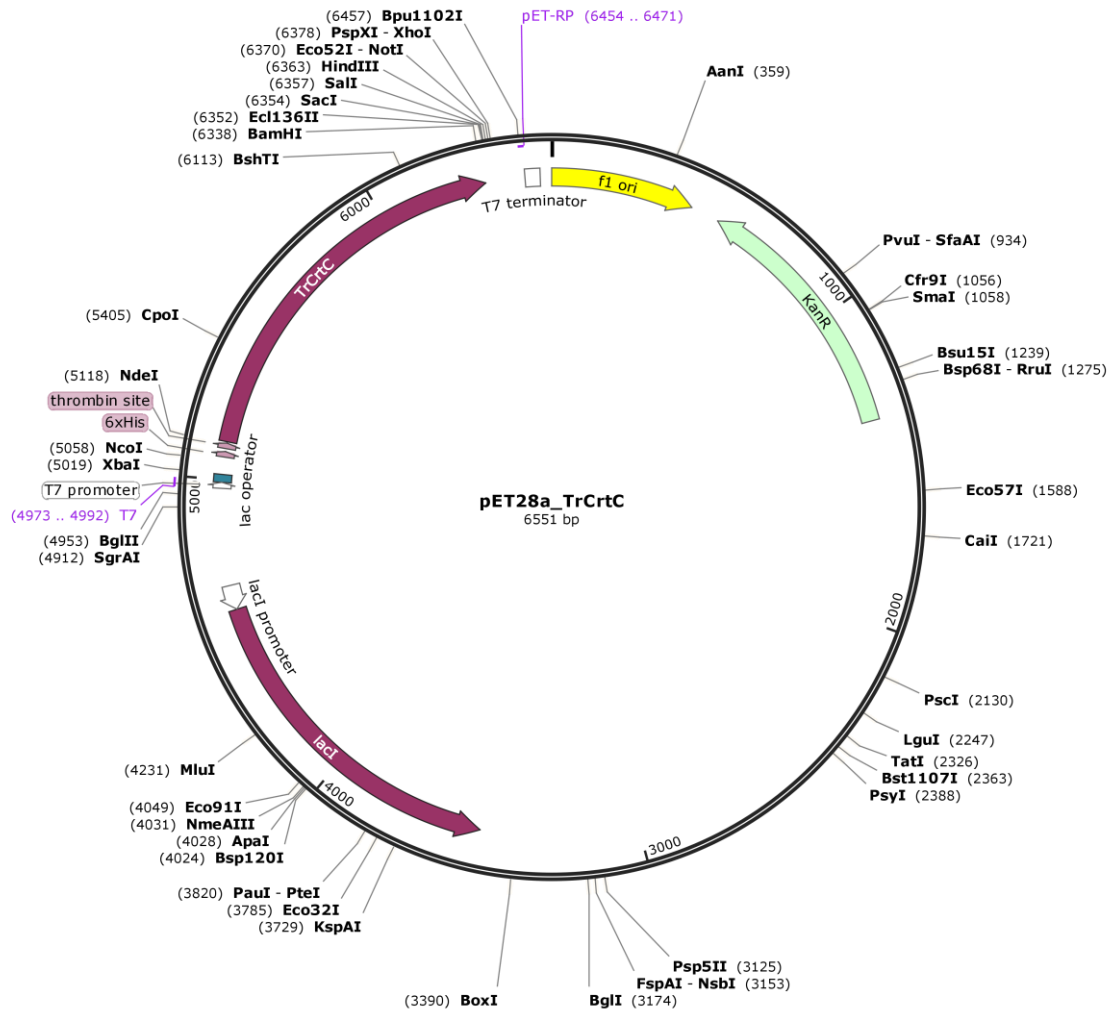 (6457) Bpu1102I
pET-RP (6454 .. 6471)
(6378) PspXI - XhoI
(6370) Eco52I - NotI
(6363) HindIII
(6357) SalI
(6354) SacI
(6352) Ecl136II
(6338) BamHI
(6113) BshTI
AanI (359)
T7 terminator
f1 ori
6000
TrCrtC
PvuI - SfaAI (934)
1000
Cfr9I (1056)
SmaI (1058)
KanR
(5405) CpoI
Bsu15I (1239)
Bsp68I - RruI (1275)
(5118) NdeI
thrombin site
6xHis
(5058) NcoI
(5019) XbaI
T7 promoter
(4973 .. 4992) T7
(4953) BglII
(4912) SgrAI
5000
lac operator
pET28a_TrCrtC
6551 bp
Eco57I (1588)
CaiI (1721)
lacI promoter
2000
lacI
PscI (2130)
LguI (2247)
TatI (2326)
Bst1107I (2363)
PsyI (2388)
(4231) MluI
4000
(4049) Eco91I
(4031) NmeAIII
(4028) ApaI
(4024) Bsp120I
3000
(3820) PauI - PteI
(3785) Eco32I
(3729) KspAI
Psp5II (3125)
FspAI - NsbI (3153)
(3390) BoxI
BglI (3174)